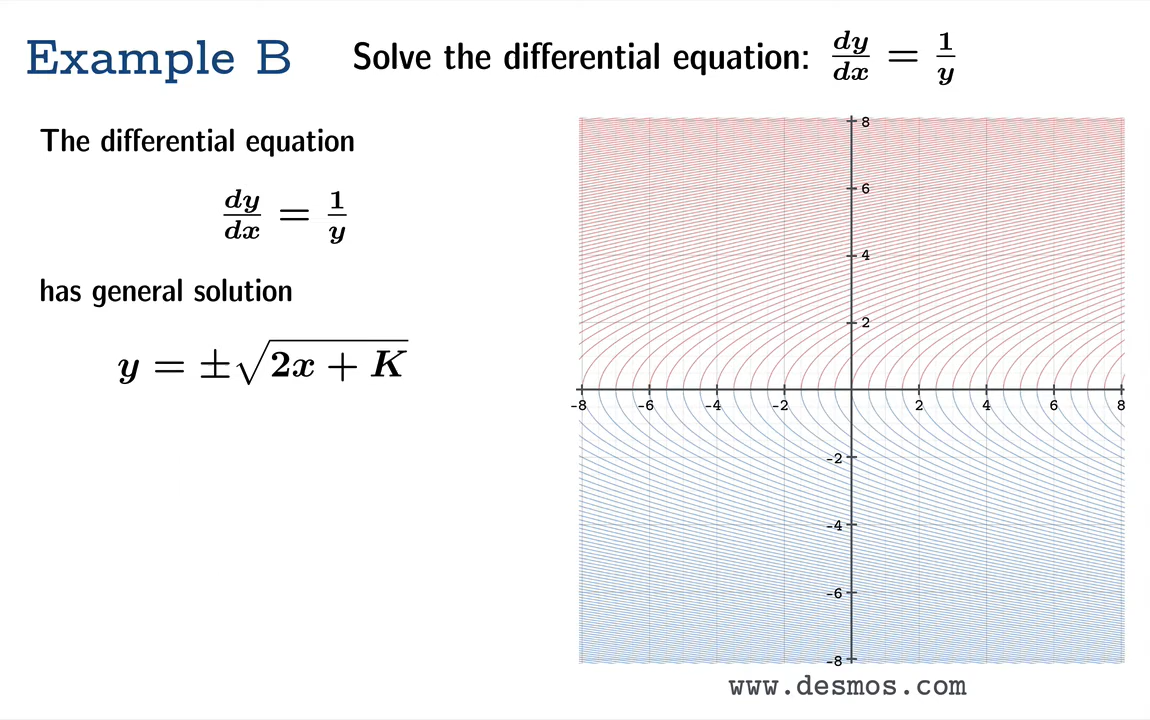 Example B
Solve the differential equation: dy/dx = 1/y
The differential equation
dy/dx = 1/y
has general solution
y = ±√(2x + K)
8
6
4
2
-8 -6 -4 -2 2 4 6 8
-2
-4
-6
-8
www.desmos.com